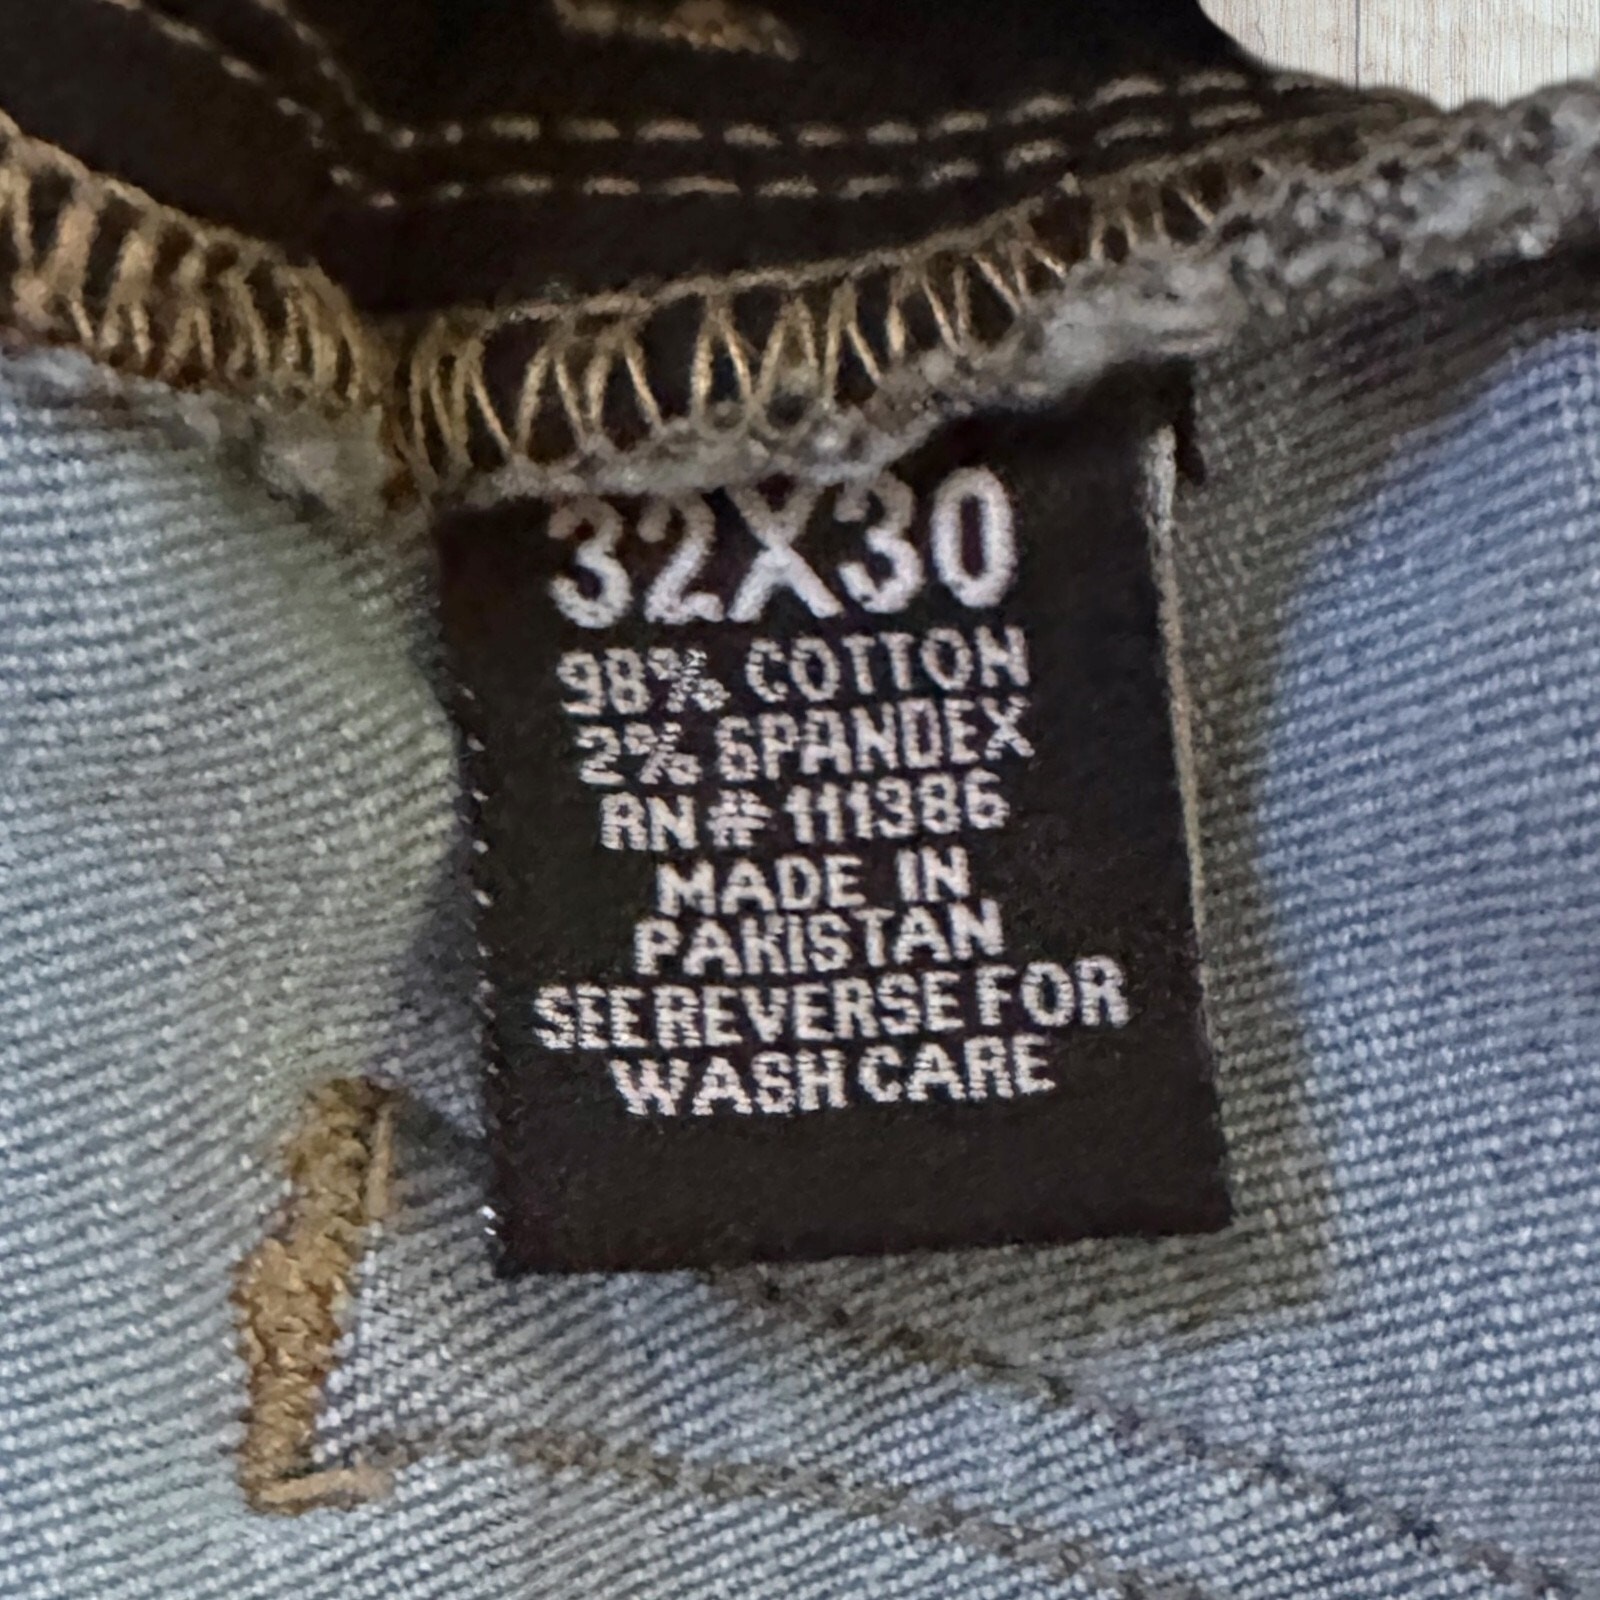 32X30
98% COTTON
2% SPANDEX
RN # 111386
MADE IN
PAKISTAN
SEE REVERSE FOR
WASH CARE